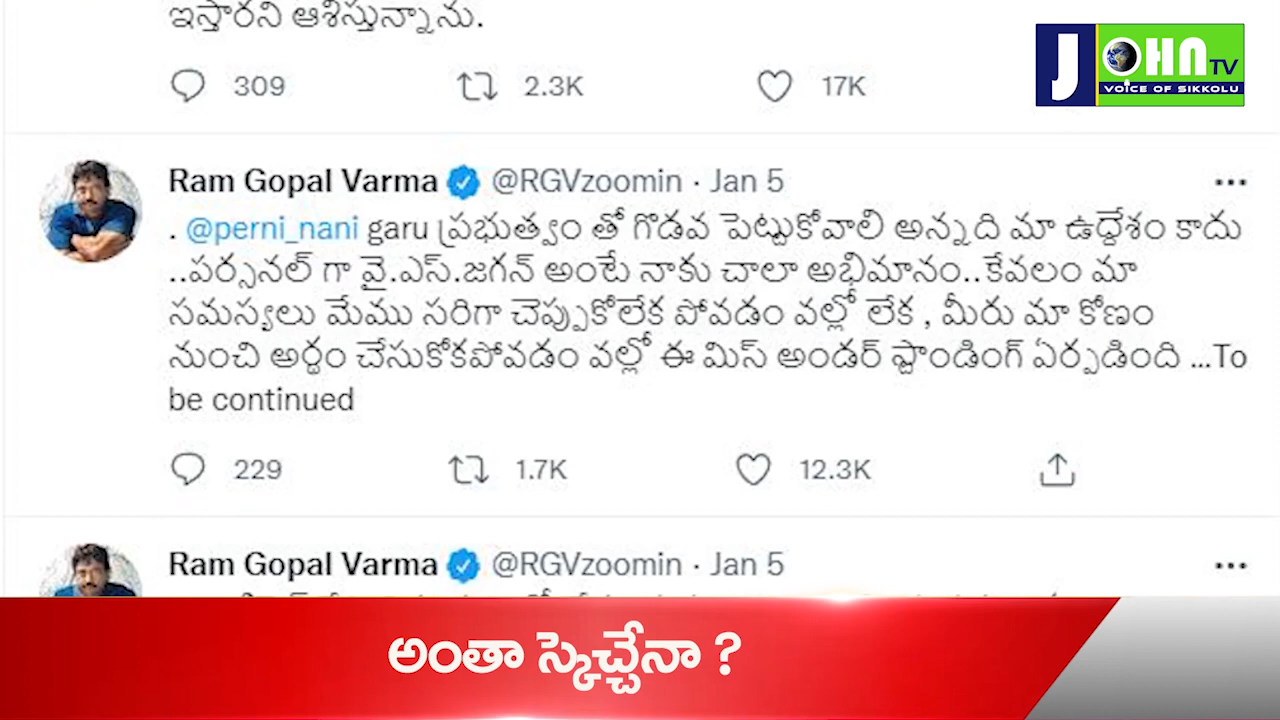 ఇస్తారని ఆశిస్తున్నాను.
309 2.3K 17K
JOHN TV
VOICE OF SIKKOLU
Ram Gopal Varma @RGVzoomin · Jan 5
. @perni_nani garu ప్రభుత్వం తో గొడవ పెట్టుకోవాలి అన్నది మా ఉద్దేశం కాదు
..పర్సనల్ గా వై.ఎస్.జగన్ అంటే నాకు చాలా అభిమానం..కేవలం మా
సమస్యలు మేము సరిగా చెప్పుకోలేక పోవడం వల్లో లేక , మీరు మా కోణం
నుంచి అర్థం చేసుకోకపోవడం వల్లో ఈ మిస్ అండర్ స్టాండింగ్ ఏర్పడింది ...To
be continued
229 1.7K 12.3K
Ram Gopal Varma @RGVzoomin · Jan 5
అంతా స్కెచ్చేనా ?